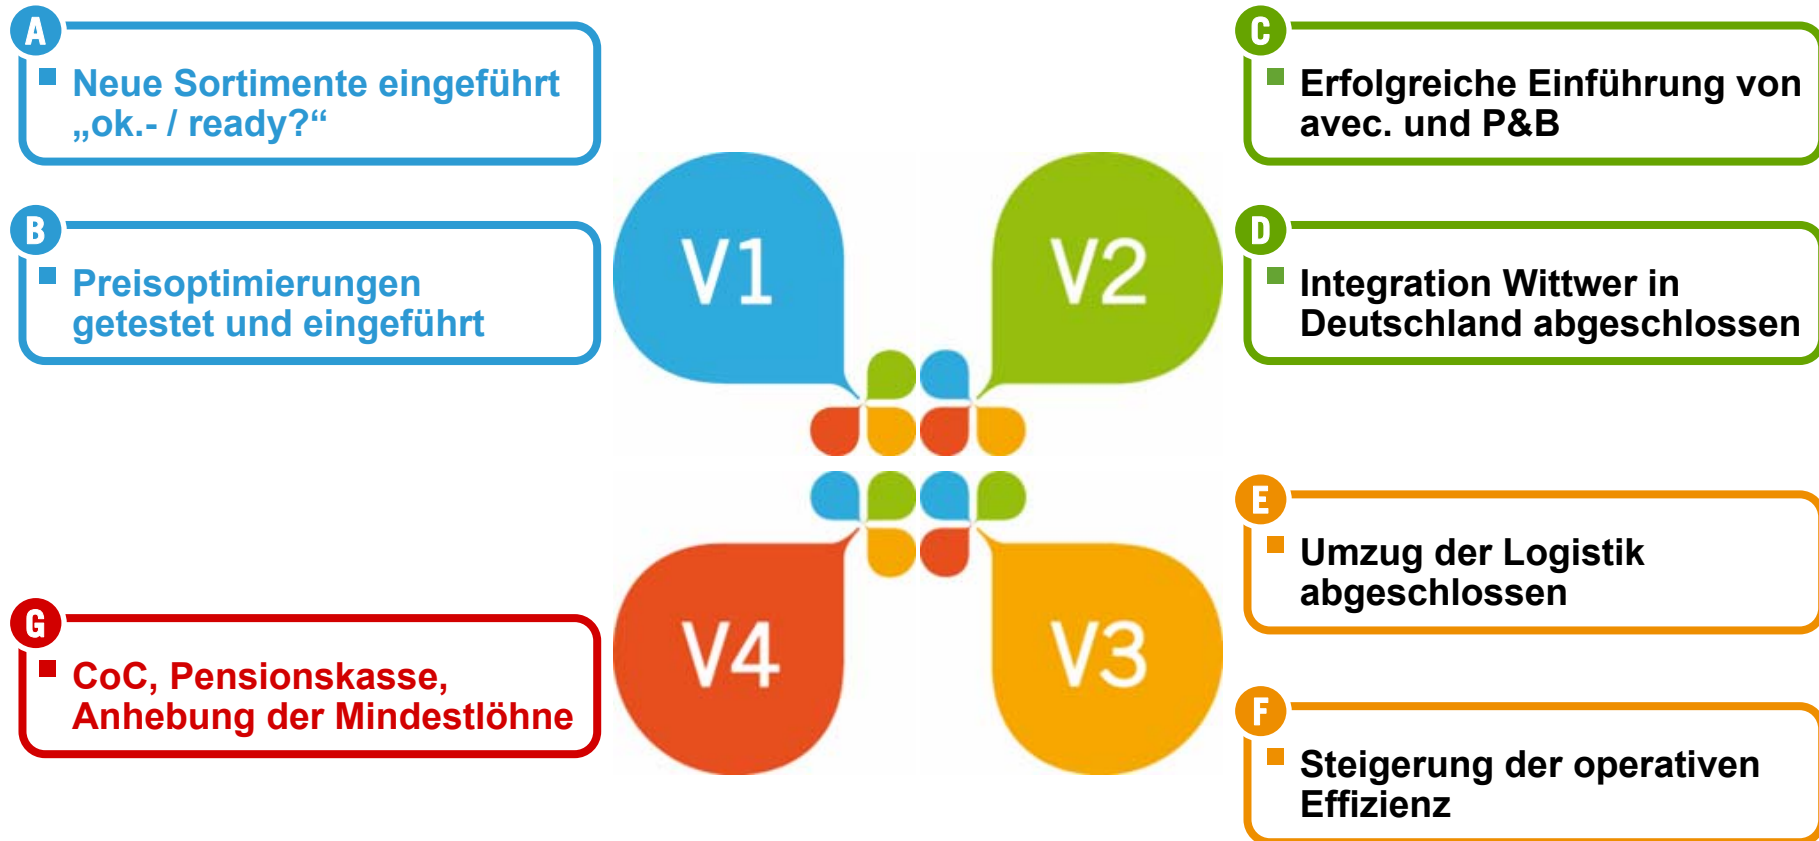 A
Neue Sortimente eingeführt
„ok.- / ready?“
B
Preisoptimierungen
getestet und eingeführt
V1
V2
C
Erfolgreiche Einführung von
avec. und P&B
D
Integration Wittwer in
Deutschland abgeschlossen
G
CoC, Pensionskasse,
Anhebung der Mindestlöhne
V4
V3
E
Umzug der Logistik
abgeschlossen
F
Steigerung der operativen
Effizienz